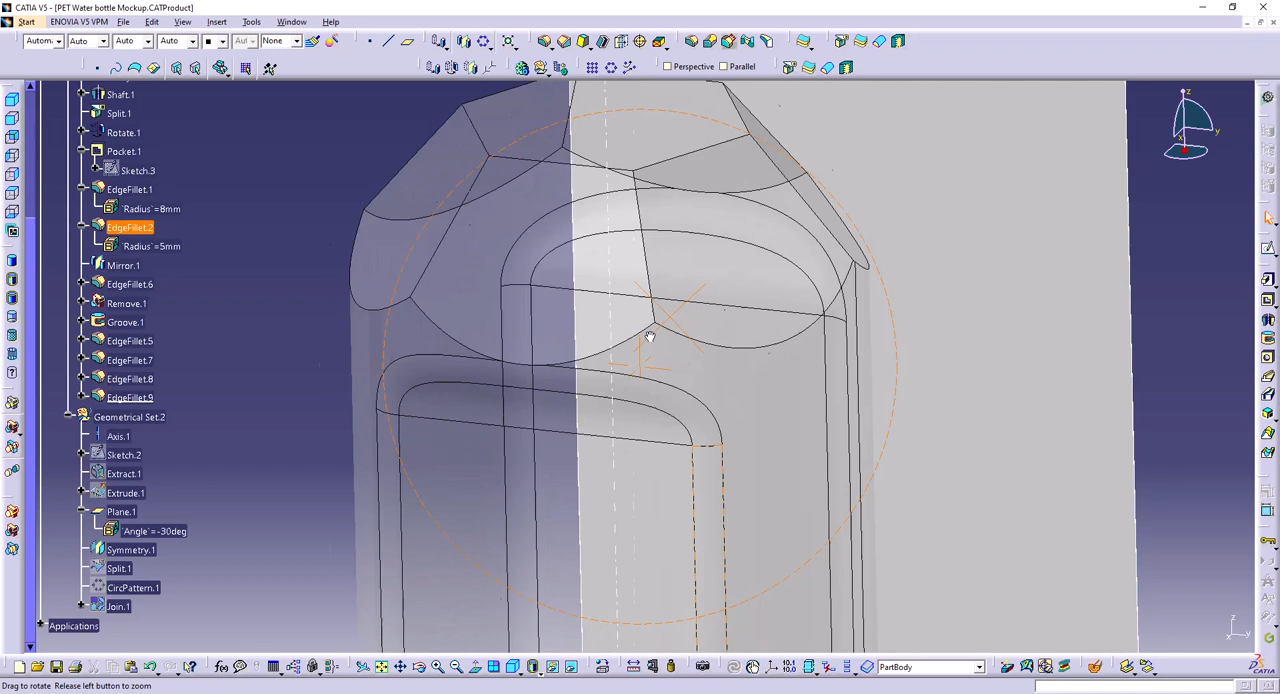 CATIA V5 - [PET Water bottle Mockup.CATProduct]
Start ENOVIA V5 VPM File Edit View Insert Tools Window Help
Autom Auto Auto Auto Aut None
Perspective Parallel
Shaft.1
Split.1
Rotate.1
Pocket.1
Sketch.3
EdgeFillet.1
`Radius`=8mm
EdgeFillet.2
`Radius`=5mm
Mirror.1
EdgeFillet.6
Remove.1
Groove.1
EdgeFillet.5
EdgeFillet.7
EdgeFillet.8
EdgeFillet.9
Geometrical Set.2
Axis.1
Sketch.2
Extract.1
Extrude.1
Plane.1
`Angle`=-30deg
Symmetry.1
Split.1
CircPattern.1
Join.1
Applications
z
y
x
z
x
y
PartBody
CATIA
Drag to rotate. Release left button to zoom